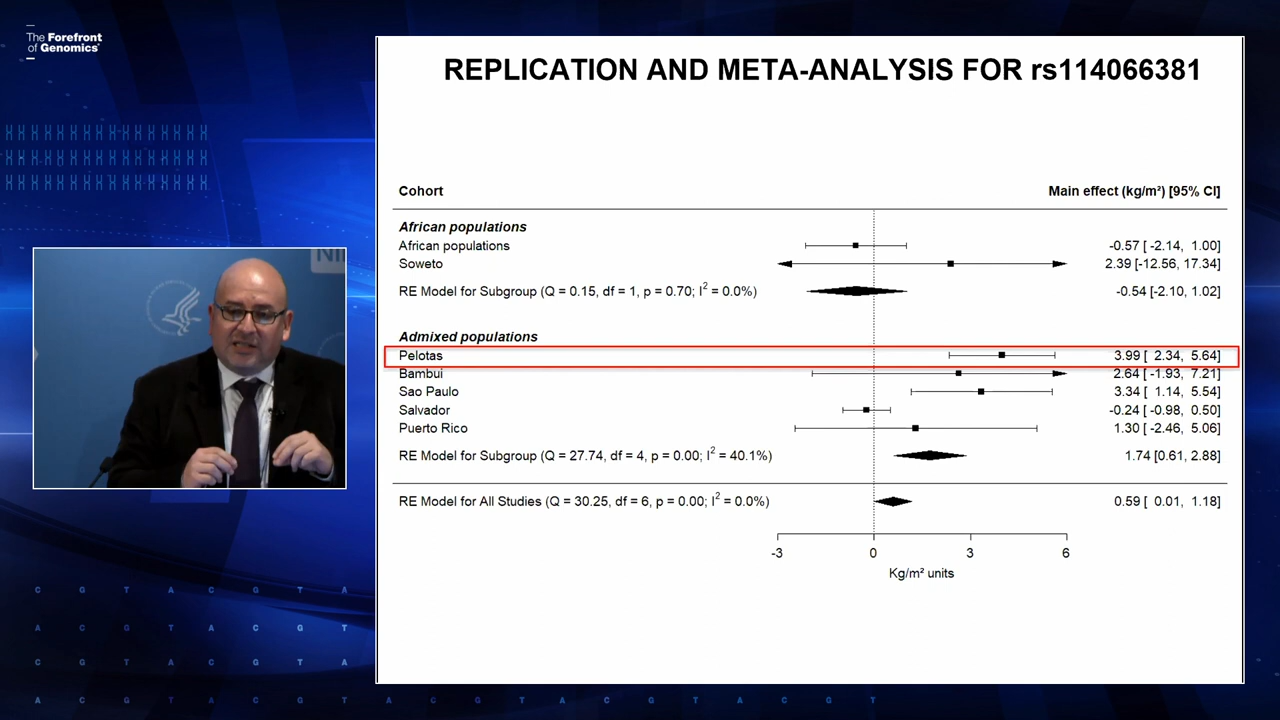 The Forefront
of Genomics®
REPLICATION AND META-ANALYSIS FOR rs114066381
Cohort Main effect (kg/m²) [95% CI]
African populations
African populations -0.57 [ -2.14, 1.00]
Soweto 2.39 [-12.56, 17.34]
RE Model for Subgroup (Q = 0.15, df = 1, p = 0.70; I² = 0.0%) -0.54 [-2.10, 1.02]
Admixed populations
Pelotas 3.99 [ 2.34, 5.64]
Bambui 2.64 [-1.93, 7.21]
Sao Paulo 3.34 [ 1.14, 5.54]
Salvador -0.24 [-0.98, 0.50]
Puerto Rico 1.30 [-2.46, 5.06]
RE Model for Subgroup (Q = 27.74, df = 4, p = 0.00; I² = 40.1%) 1.74 [0.61, 2.88]
RE Model for All Studies (Q = 30.25, df = 6, p = 0.00; I² = 0.0%) 0.59 [ 0.01, 1.18]
-3 0 3 6
Kg/m² units
C G T A C G T A
A C G T A C G T
C G T A C G T A
A C G T A C G T A C G T A C G T A C G T